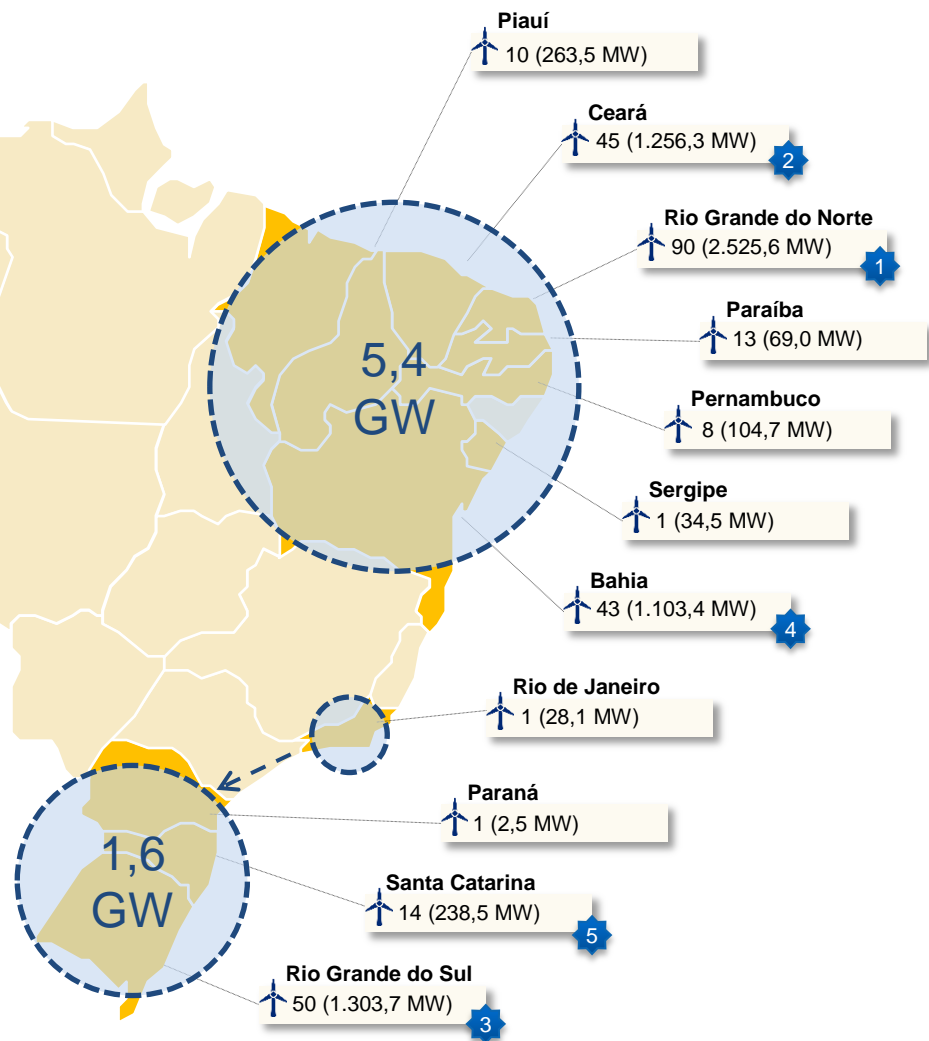 Piauí
10 (263,5 MW)
Ceará
45 (1.256,3 MW)
2
Rio Grande do Norte
90 (2.525,6 MW)
1
Paraíba
13 (69,0 MW)
5,4
GW
Pernambuco
8 (104,7 MW)
Sergipe
1 (34,5 MW)
Bahia
43 (1.103,4 MW)
4
Rio de Janeiro
1 (28,1 MW)
Paraná
1 (2,5 MW)
1,6
GW
Santa Catarina
14 (238,5 MW)
5
Rio Grande do Sul
50 (1.303,7 MW)
3